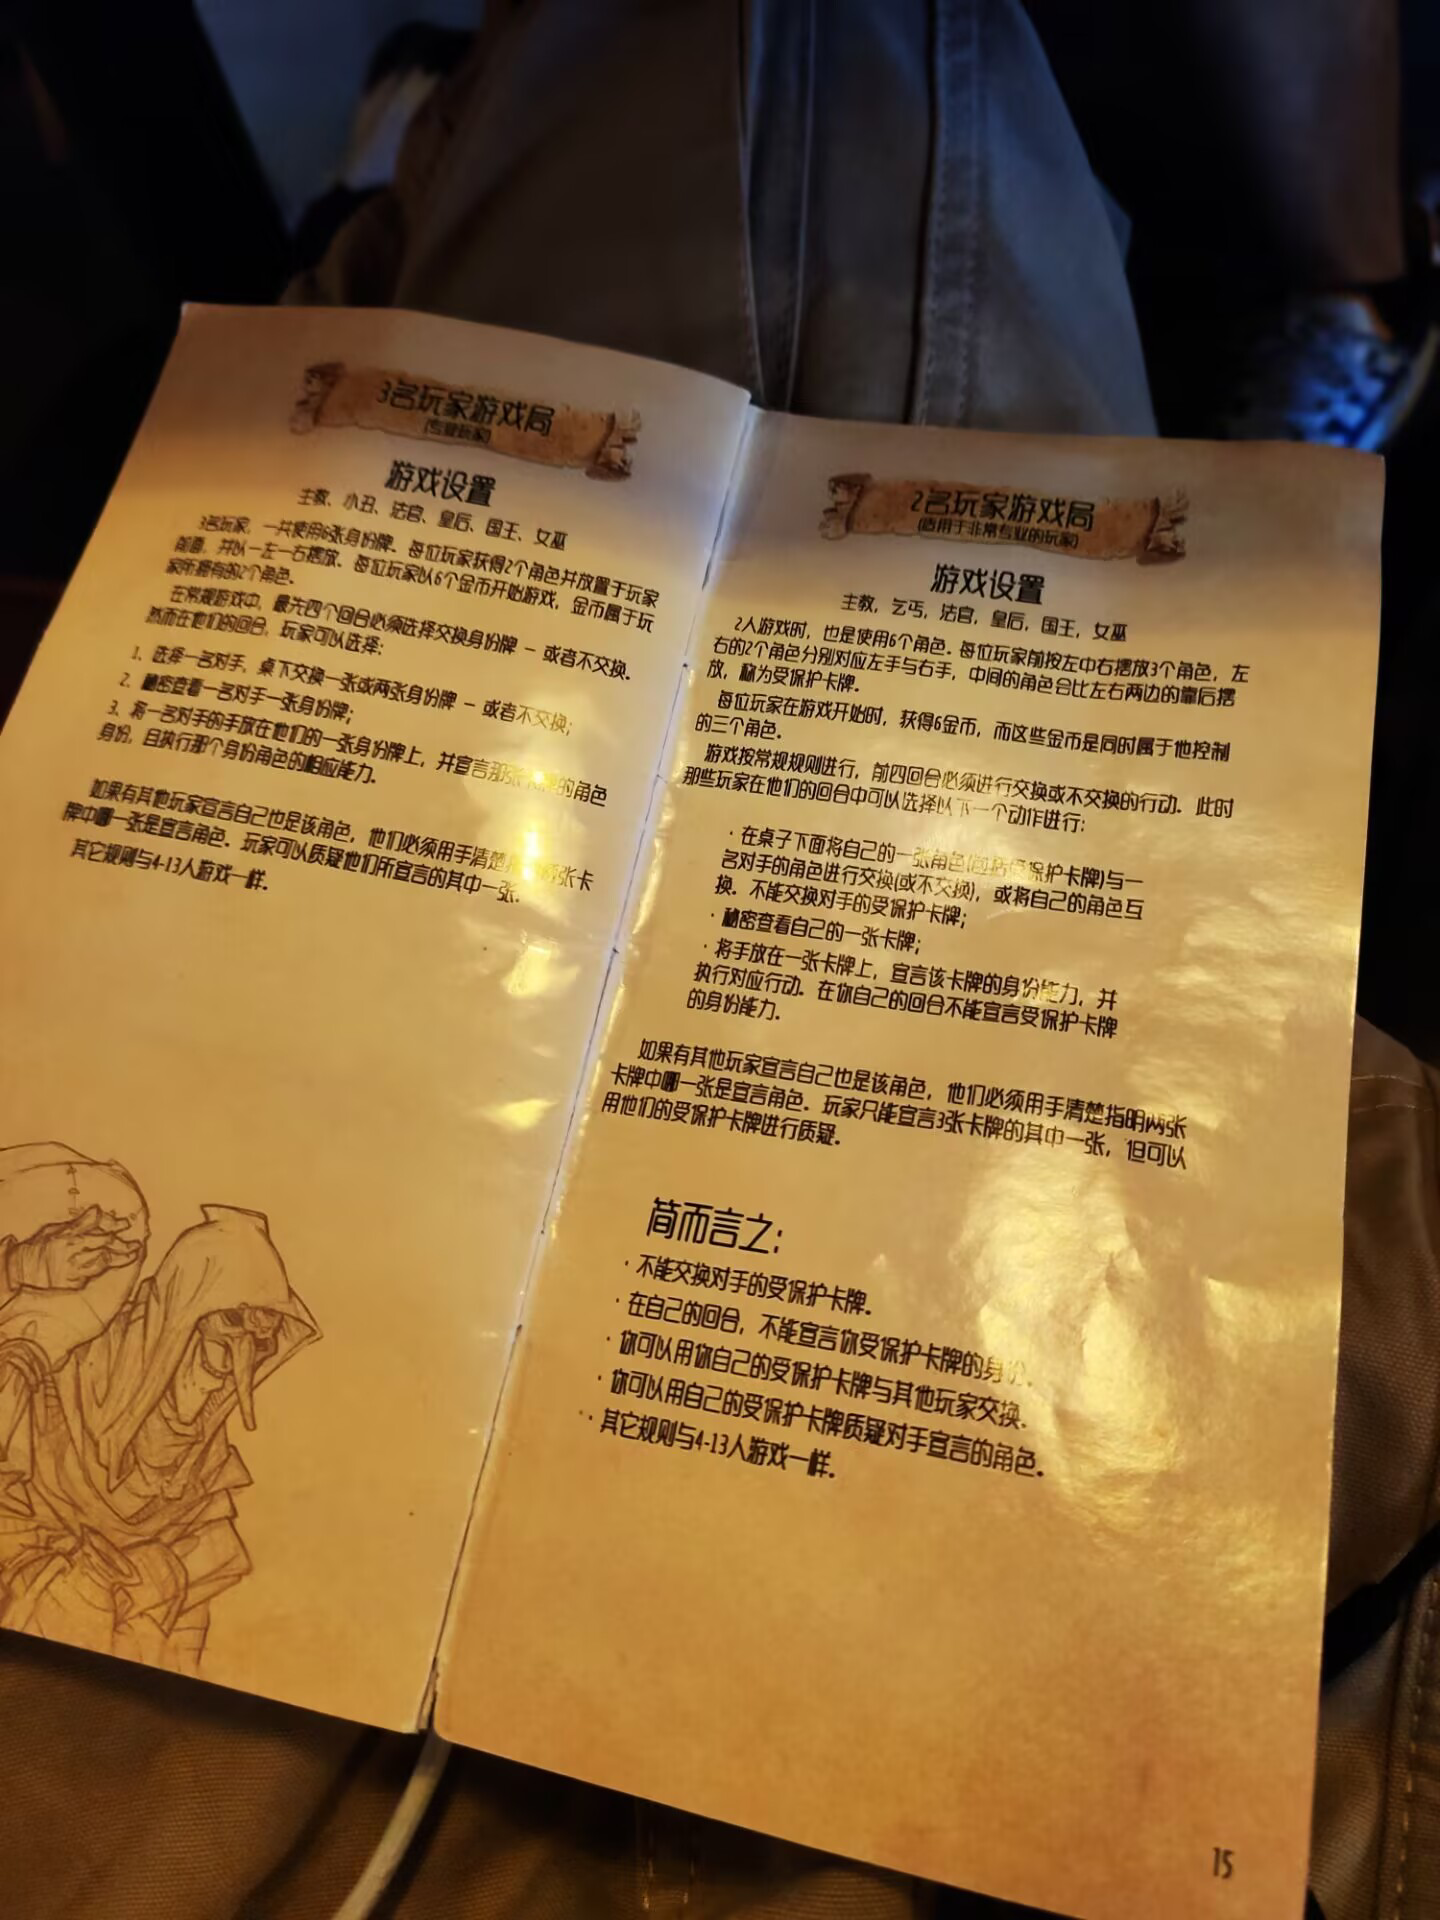 3名玩家游戏局
(专业玩家)
游戏设置
主教、小丑、法官、皇后、国王、女巫
3名玩家，一共使用6张身份牌。每位玩家获得2个角色并放置于玩家
前面，并以一左一右摆放。每位玩家以6个金币开始游戏，金币属于玩
家所拥有的2个角色。
在常规游戏中，最先四个回合必须选择交换身份牌 - 或者不交换。
然而在他们的回合，玩家可以选择：
1、选择一名对手，桌下交换一张或两张身份牌 - 或者不交换；
2、秘密查看一名对手一张身份牌；
3、将一名对手的手放在他们的一张身份牌上，并宣言那张卡牌的角色
身份，且执行那个身份角色的相应能力。
如果有其他玩家宣言自己也是该角色，他们必须用手清楚 两张卡
牌中哪一张是宣言角色。玩家可以质疑他们所宣言的其中一张。
其它规则与4-13人游戏一样。
2名玩家游戏局
(适用于非常专业的玩家)
游戏设置
主教，乞丐，法官，皇后，国王，女巫
2人游戏时，也是使用6个角色。每位玩家前按左中右摆放3个角色，左
右的2个角色分别对应左手与右手，中间的角色会比左右两边的靠后摆
放，称为受保护卡牌。
每位玩家在游戏开始时，获得6金币，而这些金币是同时属于他控制
的三个角色。
游戏按常规规则进行，前四回合必须进行交换或不交换的行动。此时
那些玩家在他们的回合中可以选择以下一个动作进行：
· 在桌子下面将自己的一张角色(包括受保护卡牌)与一
名对手的角色进行交换(或不交换)，或将自己的角色互
换。不能交换对手的受保护卡牌；
· 秘密查看自己的一张卡牌；
· 将手放在一张卡牌上，宣言该卡牌的身份能力，并
执行对应行动。在你自己的回合不能宣言受保护卡牌
的身份能力。
如果有其他玩家宣言自己也是该角色，他们必须用手清楚指明两张
卡牌中哪一张是宣言角色。玩家只能宣言3张卡牌的其中一张，但可以
用他们的受保护卡牌进行质疑。
简而言之：
· 不能交换对手的受保护卡牌。
· 在自己的回合，不能宣言你受保护卡牌的身份。
· 你可以用你自己的受保护卡牌与其他玩家交换。
· 你可以用自己的受保护卡牌质疑对手宣言的角色。
· 其它规则与4-13人游戏一样。
15